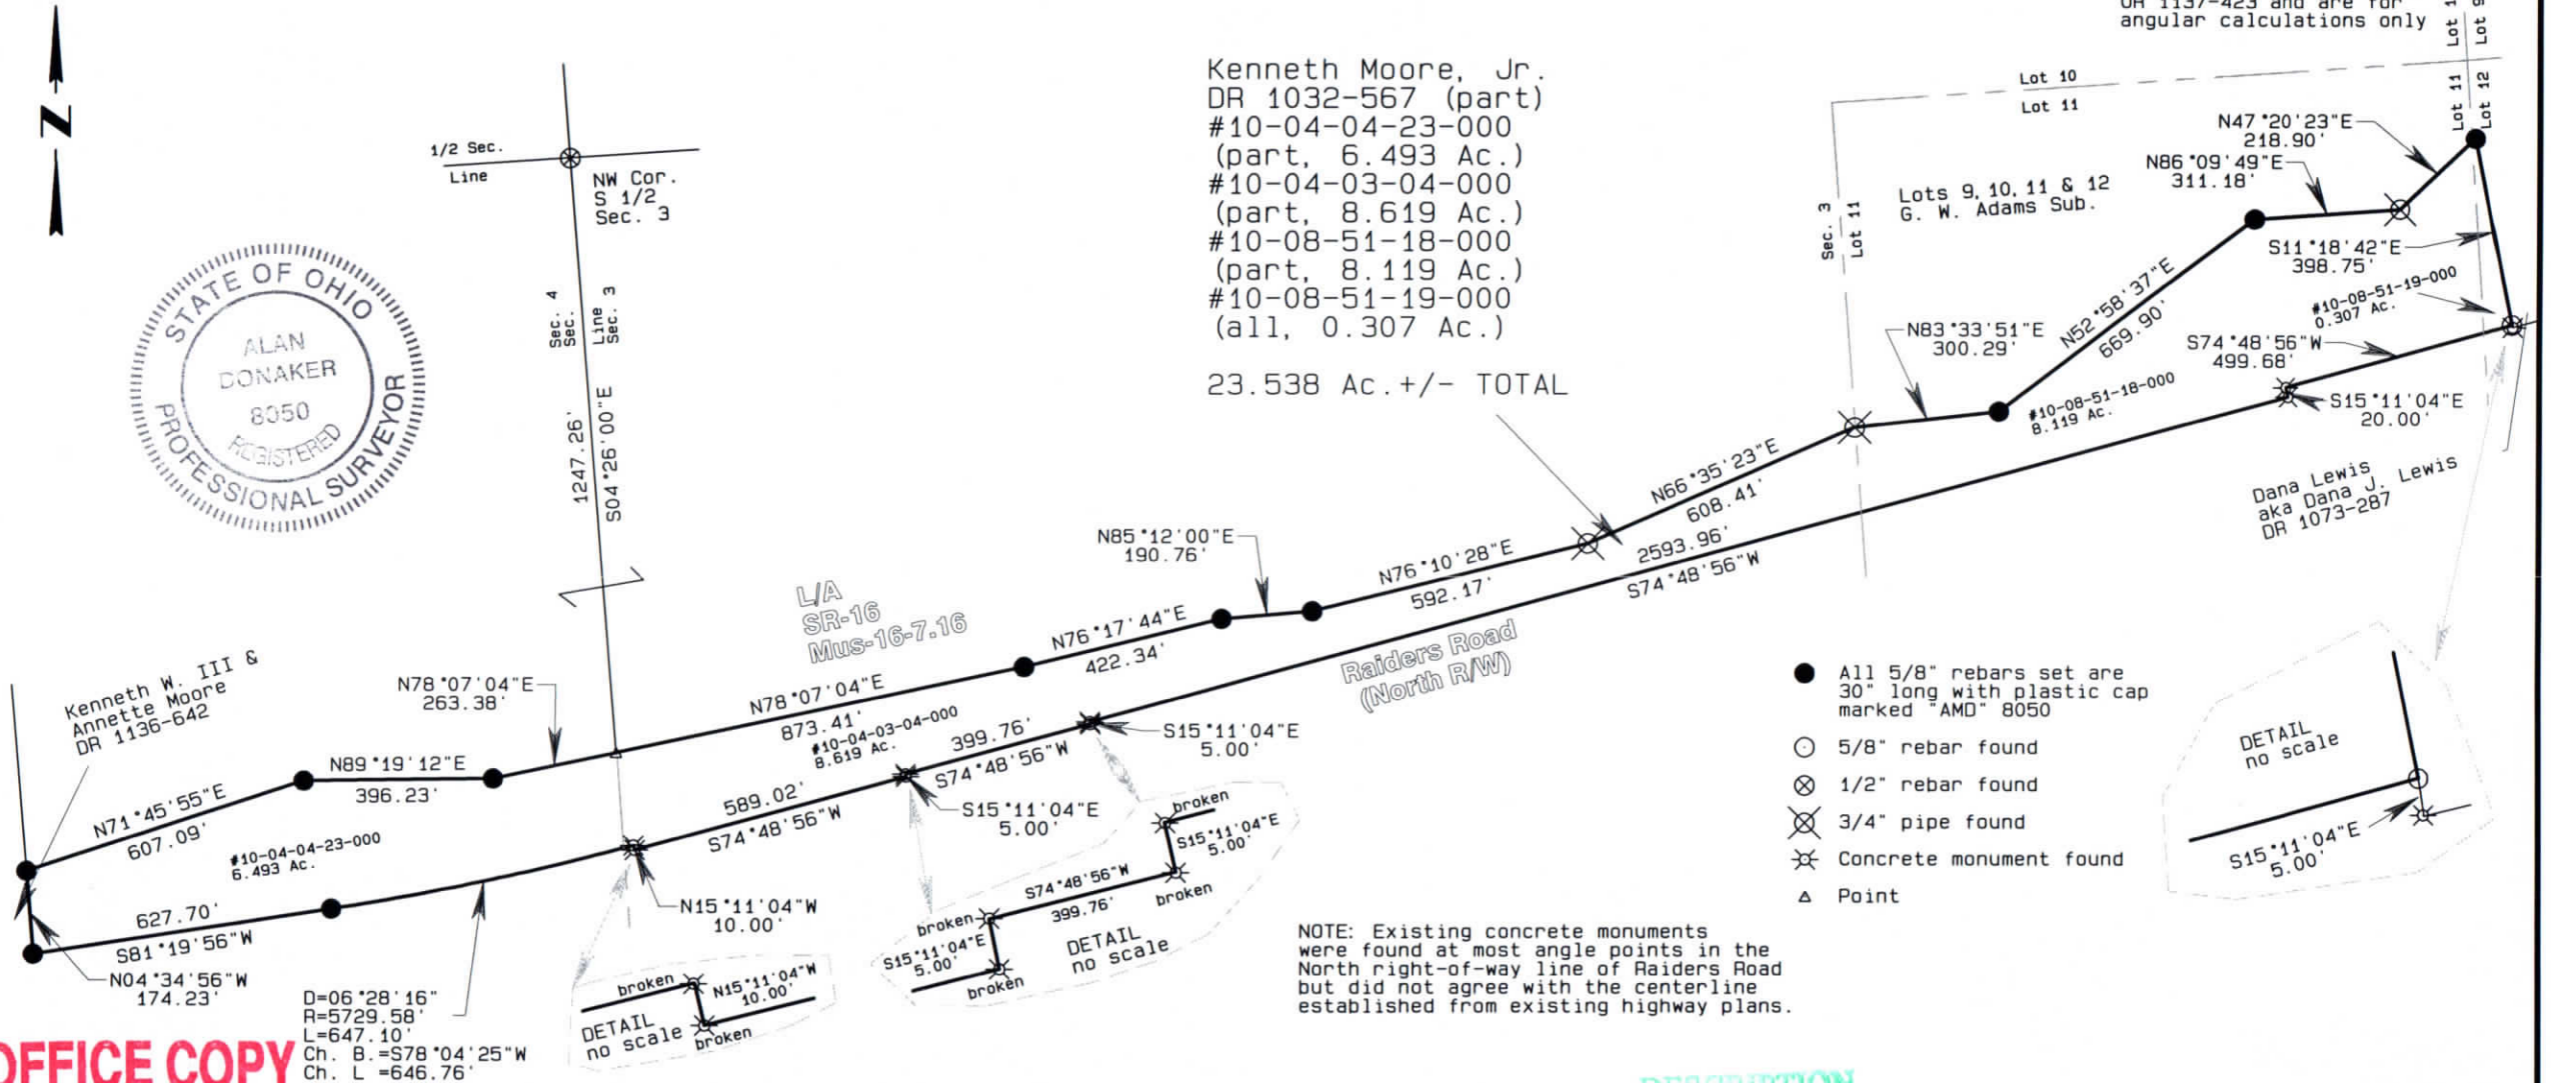 OR 1137-423 and are for
angular calculations only
Lot 9
N
1/2 Sec.
Line
NW Cor.
S 1/2
Sec. 3
STATE OF OHIO
ALAN
DONAKER
8050
REGISTERED
PROFESSIONAL SURVEYOR
Sec. 4
Sec.
Line
Sec. 3
1247.26'
S04°26'00"E
Kenneth Moore, Jr.
DR 1032-567 (part)
#10-04-04-23-000
(part, 6.493 Ac.)
#10-04-03-04-000
(part, 8.619 Ac.)
#10-08-51-18-000
(part, 8.119 Ac.)
#10-08-51-19-000
(all, 0.307 Ac.)
23.538 Ac.+/- TOTAL
Lot 10
Lot 11
Lot 11
Lot 12
N47°20'23"E
218.90'
N86°09'49"E
311.18'
Lots 9, 10, 11 & 12
G. W. Adams Sub.
Sec. 3
Lot 11
S11°18'42"E
398.75'
#10-08-51-19-000
0.307 Ac.
N52°58'37"E
669.90'
N83°33'51"E
300.29'
S74°48'56"W
499.68'
#10-08-51-18-000
8.119 Ac.
S15°11'04"E
20.00'
Dana Lewis
aka Dana J. Lewis
DR 1073-287
N66°35'23"E
608.41'
2593.96'
S74°48'56"W
N85°12'00"E
190.76'
N76°10'28"E
592.17'
L/A
SR-16
Mus-16-7.16
N76°17'44"E
422.34'
Raiders Road
(North R/W)
Kenneth W. III &
Annette Moore
DR 1136-642
N78°07'04"E
263.38'
N78°07'04"E
873.41'
#10-04-03-04-000
8.619 Ac.
399.76'
S74°48'56"W
S15°11'04"E
5.00'
N89°19'12"E
396.23'
N71°45'55"E
607.09'
589.02'
S74°48'56"W
S15°11'04"E
5.00'
#10-04-04-23-000
6.493 Ac.
627.70'
S81°19'56"W
N15°11'04"W
10.00'
N04°34'56"W
174.23'
D=06°28'16"
R=5729.58'
L=647.10'
Ch. B.=S78°04'25"W
Ch. L =646.76'
broken
N15°11'04"W
10.00'
DETAIL
no scale
broken
broken
S15°11'04"E
5.00'
S74°48'56"W
399.76'
broken
broken
S15°11'04"E
5.00'
DETAIL
no scale
broken
All 5/8" rebars set are
30" long with plastic cap
marked "AMD" 8050
5/8" rebar found
1/2" rebar found
3/4" pipe found
Concrete monument found
Point
DETAIL
no scale
S15°11'04"E
5.00'
NOTE: Existing concrete monuments
were found at most angle points in the
North right-of-way line of Raiders Road
but did not agree with the centerline
established from existing highway plans.
OFFICE COPY